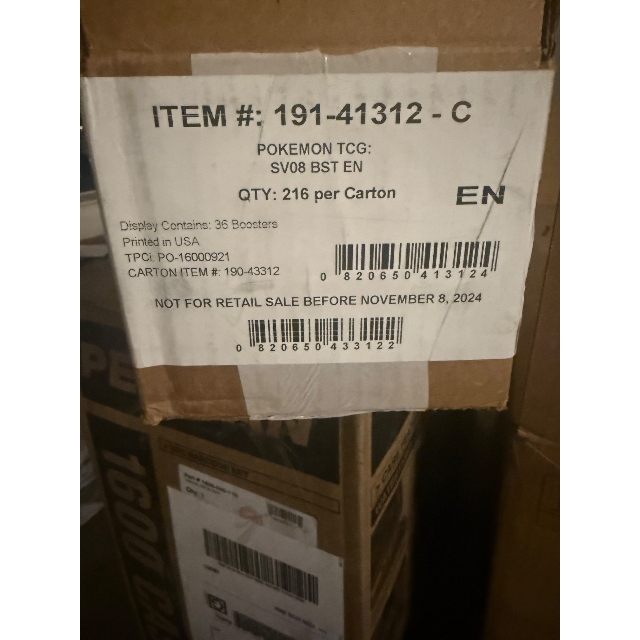 ITEM #: 191-41312 - C
POKEMON TCG:
SV08 BST EN
QTY: 216 per Carton
EN
Display Contains: 36 Boosters
Printed in USA
TPCi: PO-16000921
CARTON ITEM #: 190-43312
0 820650 413124
NOT FOR RETAIL SALE BEFORE NOVEMBER 8, 2024
0 820650 433122
1600